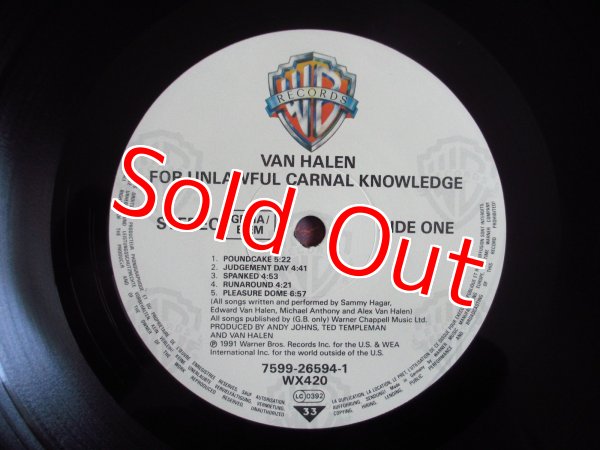 WB
RECORDS
VAN HALEN
FOR UNLAWFUL CARNAL KNOWLEDGE
Sold Out
STEREO
GEMA/
BIEM
SIDE ONE
1. POUNDCAKE 5:22
2. JUDGEMENT DAY 4:41
3. SPANKED 4:53
4. RUNAROUND 4:21
5. PLEASURE DOME 6:57
(All songs written and performed by Sammy Hagar,
Edward Van Halen, Michael Anthony and Alex Van Halen)
All songs published by (G.B. only) Warner Chappell Music Ltd.
PRODUCED BY ANDY JOHNS, TED TEMPLEMAN
AND VAN HALEN
℗ 1991 Warner Bros. Records Inc. for the U.S. & WEA
International Inc. for the world outside of the U.S.
7599-26594-1
WX420
LC 0392
33